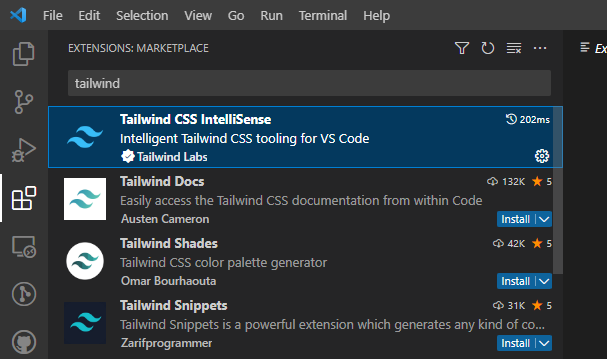 File Edit Selection View Go Run Terminal Help
EXTENSIONS: MARKETPLACE
tailwind
Tailwind CSS IntelliSense 202ms
Intelligent Tailwind CSS tooling for VS Code
Tailwind Labs
Tailwind Docs 132K 5
Easily access the Tailwind CSS documentation from within Code
Austen Cameron Install
Tailwind Shades 42K 5
Tailwind CSS color palette generator
Omar Bourhaouta Install
Tailwind Snippets 31K 5
Tailwind Snippets is a powerful extension which generates any kind of co...
Zarifprogrammer Install